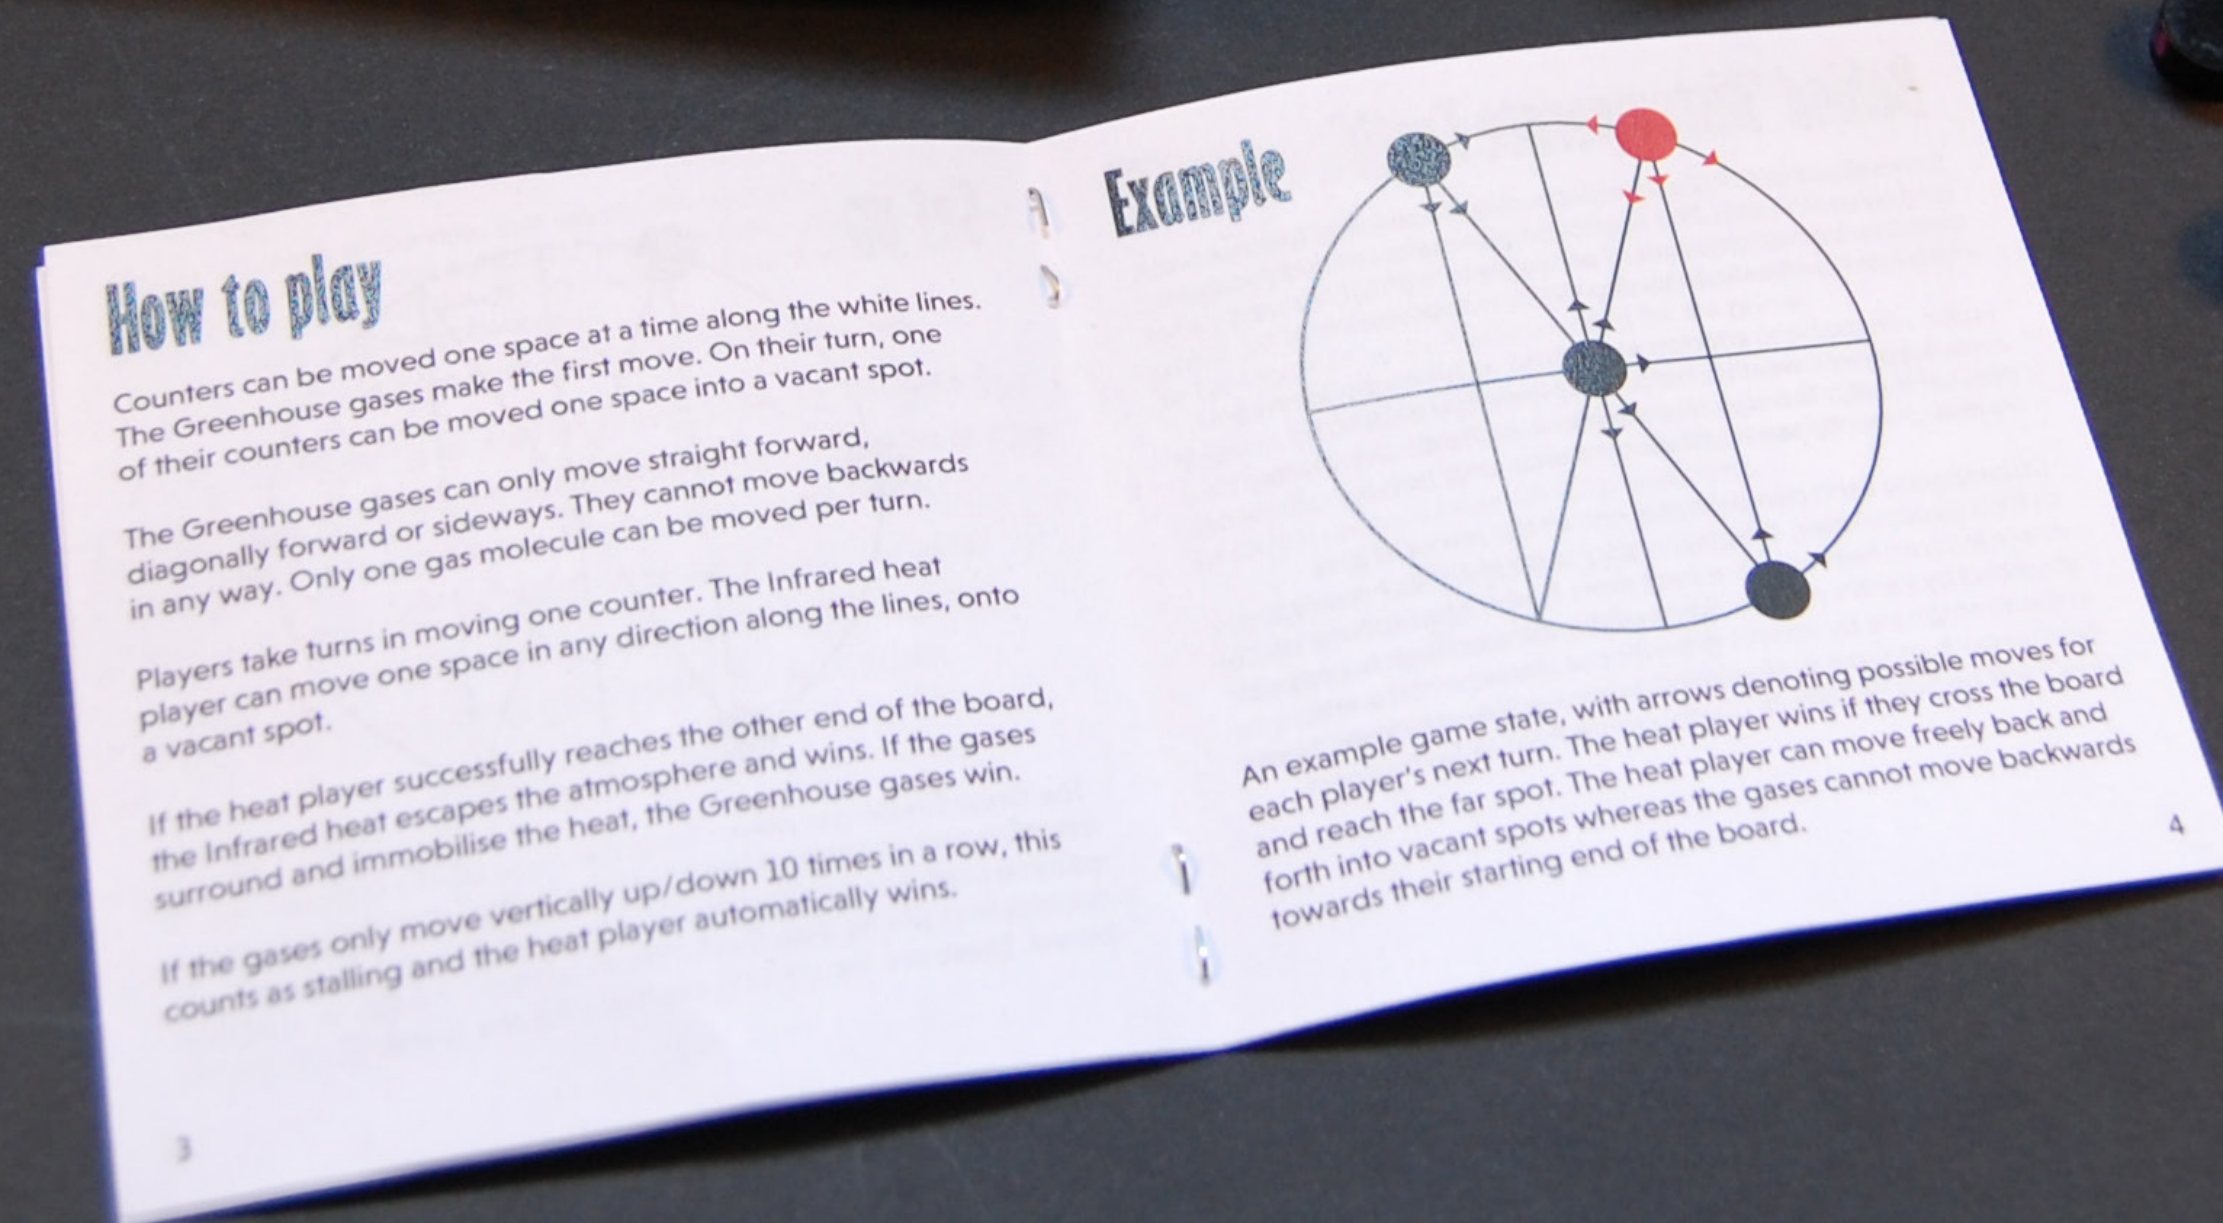 How to play
Counters can be moved one space at a time along the white lines.
The Greenhouse gases make the first move. On their turn, one
of their counters can be moved one space into a vacant spot.
The Greenhouse gases can only move straight forward,
diagonally forward or sideways. They cannot move backwards
in any way. Only one gas molecule can be moved per turn.
Players take turns in moving one counter. The Infrared heat
player can move one space in any direction along the lines, onto
a vacant spot.
If the heat player successfully reaches the other end of the board,
the Infrared heat escapes the atmosphere and wins. If the gases
surround and immobilise the heat, the Greenhouse gases win.
If the gases only move vertically up/down 10 times in a row, this
counts as stalling and the heat player automatically wins.
3
Example
An example game state, with arrows denoting possible moves for
each player's next turn. The heat player wins if they cross the board
and reach the far spot. The heat player can move freely back and
forth into vacant spots whereas the gases cannot move backwards
towards their starting end of the board.
4